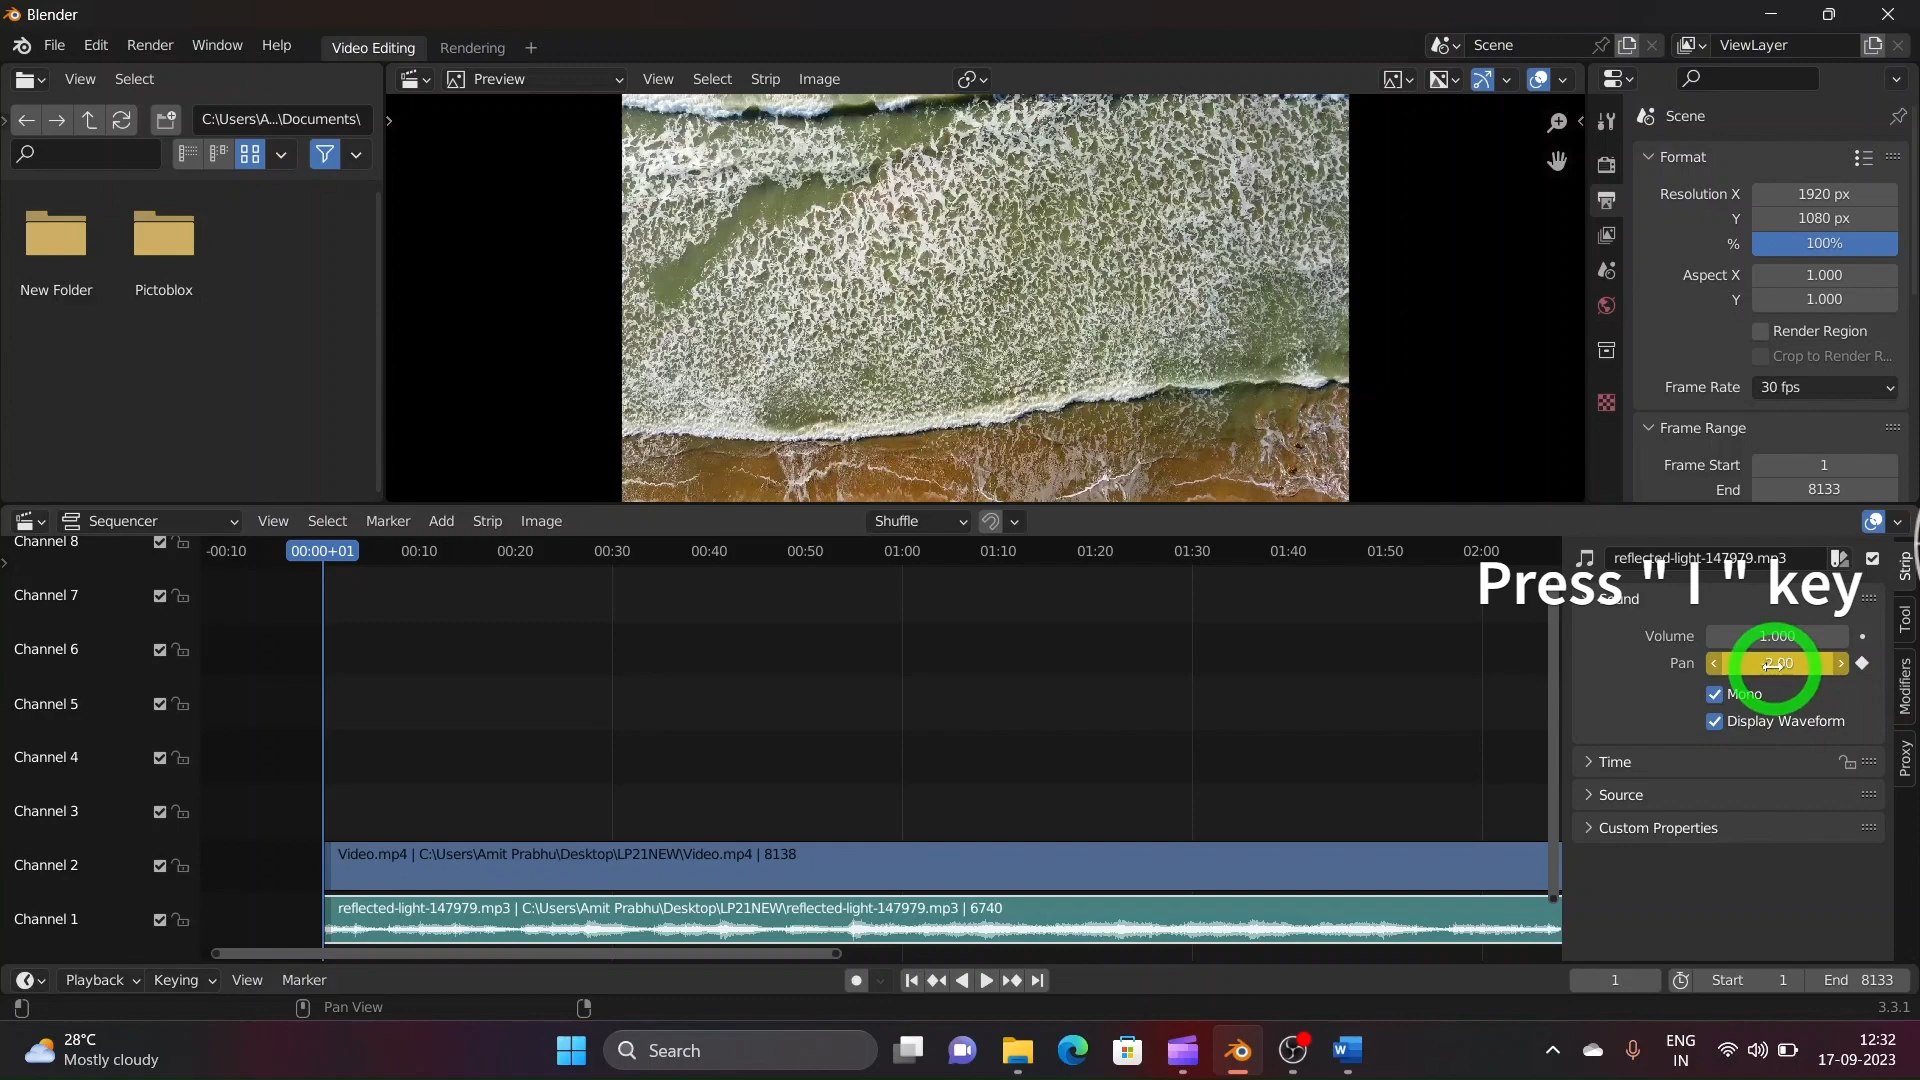 Blender
File Edit Render Window Help Video Editing Rendering + Scene ViewLayer
View Select Preview View Select Strip Image
C:\Users\A...\Documents\
New Folder Pictoblox
Scene
Format
Resolution X 1920 px
Y 1080 px
% 100%
Aspect X 1.000
Y 1.000
Render Region
Crop to Render R...
Frame Rate 30 fps
Frame Range
Frame Start 1
End 8133
Sequencer View Select Marker Add Strip Image Shuffle
-00:10 00:00+01 00:10 00:20 00:30 00:40 00:50 01:00 01:10 01:20 01:30 01:40 01:50 02:00
Channel 8
Channel 7
Channel 6
Channel 5
Channel 4
Channel 3
Channel 2
Channel 1
Video.mp4 | C:\Users\Amit Prabhu\Desktop\LP21NEW\Video.mp4 | 8138
reflected-light-147979.mp3 | C:\Users\Amit Prabhu\Desktop\LP21NEW\reflected-light-147979.mp3 | 6740
reflected-light-147979.mp3
Press " I " key
Volume 1.000
Pan
Mono
Display Waveform
Time
Source
Custom Properties
Strip
Tool
Modifiers
Proxy
Playback Keying View Marker 1 Start 1 End 8133
Pan View 3.3.1
28°C
Mostly cloudy
Search
ENG
IN
12:32
17-09-2023